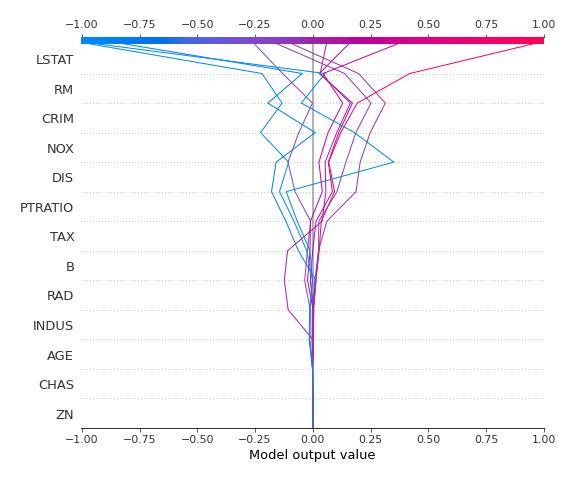 −1.00 −0.75 −0.50 −0.25 0.00 0.25 0.50 0.75 1.00
LSTAT
RM
CRIM
NOX
DIS
PTRATIO
TAX
B
RAD
INDUS
AGE
CHAS
ZN
−1.00 −0.75 −0.50 −0.25 0.00 0.25 0.50 0.75 1.00
Model output value